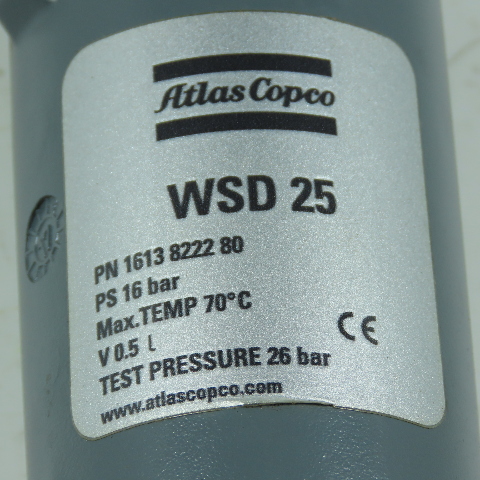 Atlas Copco
WSD 25
PN 1613 8222 80
PS 16 bar
Max.TEMP 70°C
V 0.5 l
TEST PRESSURE 26 bar
www.atlascopco.com
CE